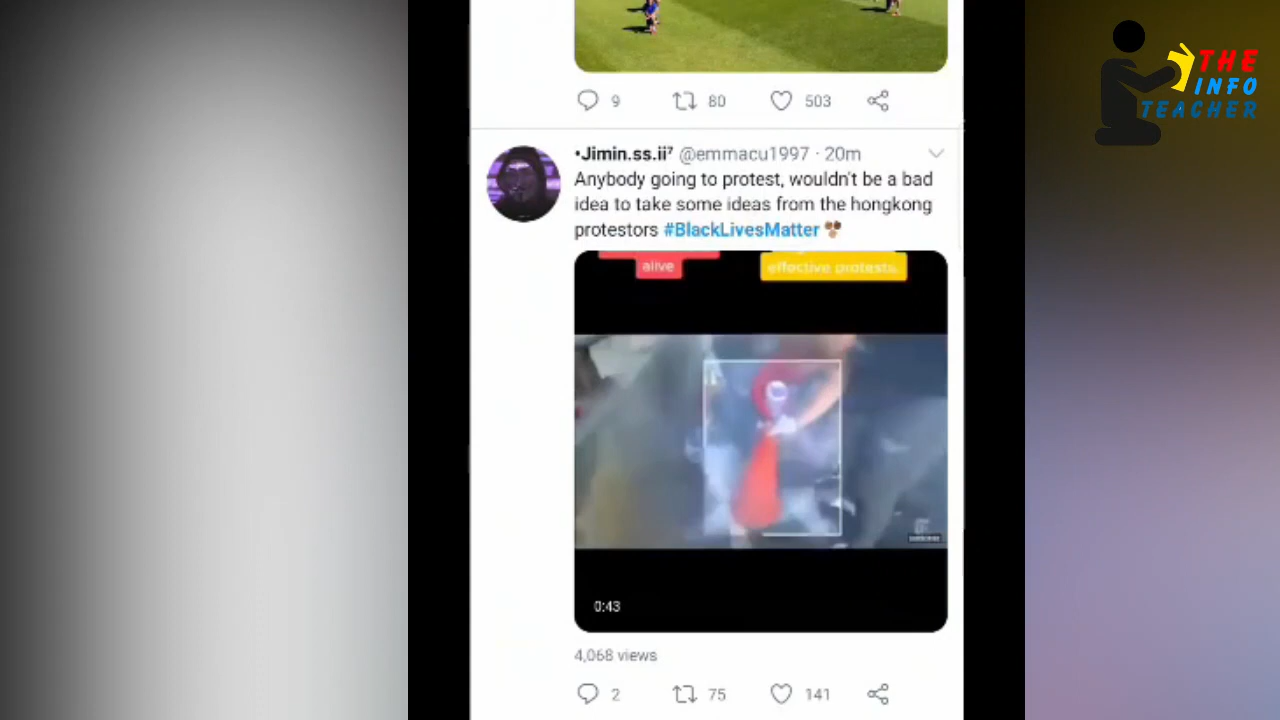 THE
INFO
TEACHER
9 80 503
•Jimin.ss.ii⁷ @emmacu1997 · 20m
Anybody going to protest, wouldn't be a bad
idea to take some ideas from the hongkong
protestors #BlackLivesMatter
alive
effective protests.
0:43
4,068 views
2 75 141